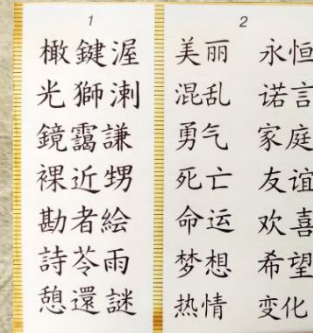 1
橄鍵渥
光獅溂
鏡靄謙
裸近甥
勘者絵
詩苓雨
憩還謎
2
美丽 永恒
混乱 诺言
勇气 家庭
死亡 友谊
命运 欢喜
梦想 希望
热情 变化